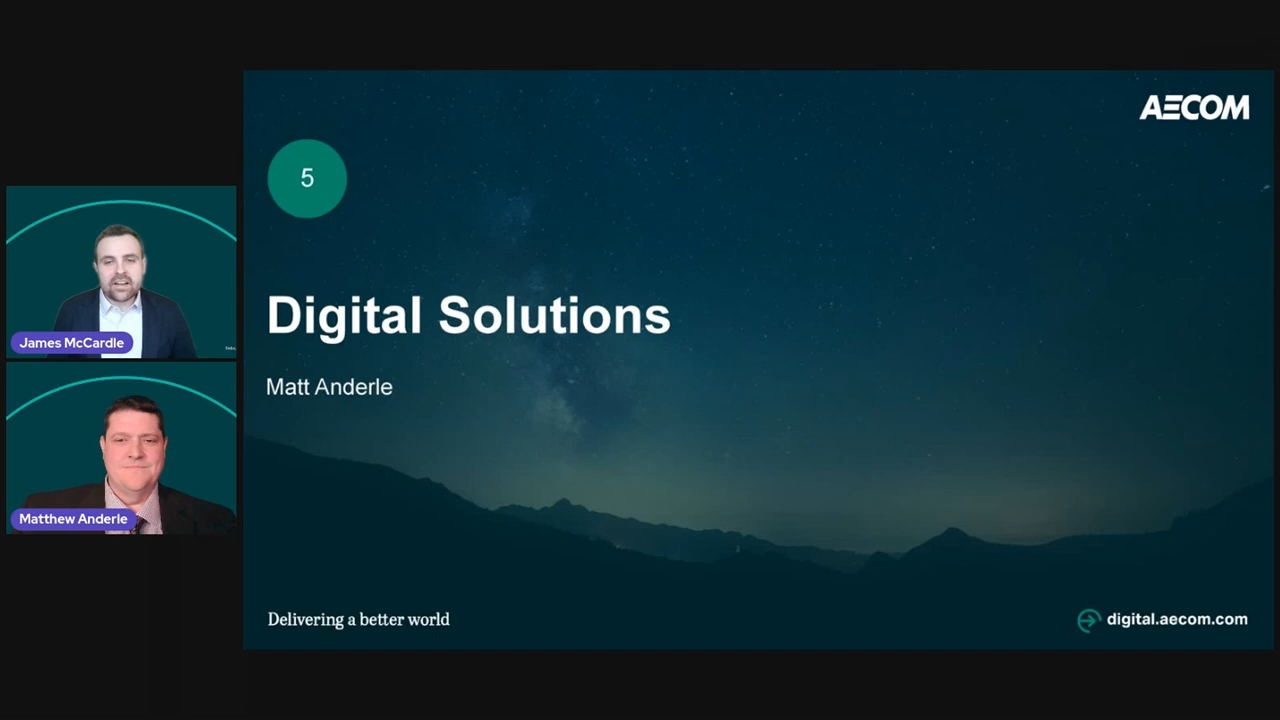 James McCardle
Matthew Anderle
AECOM
5
Digital Solutions
Matt Anderle
Delivering a better world
digital.aecom.com